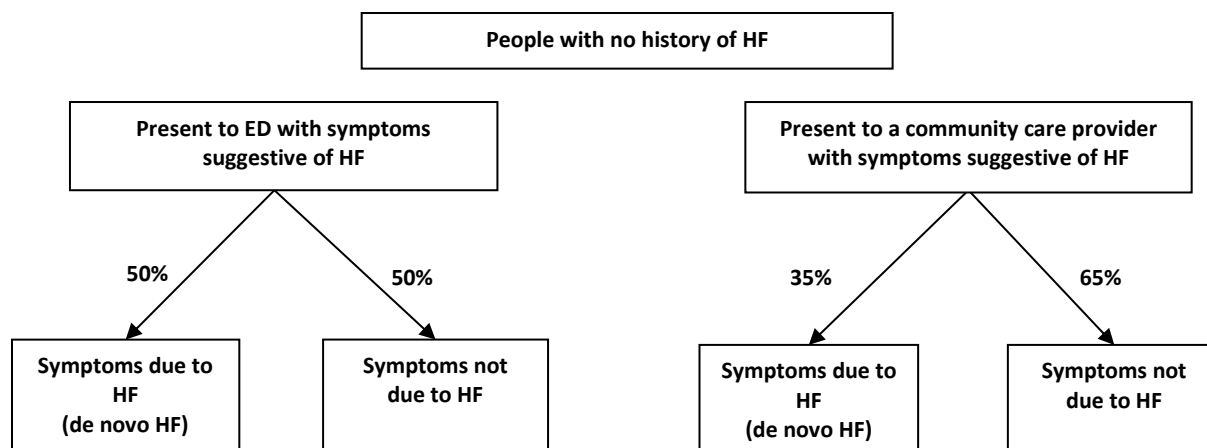 People with no history of HF
Present to ED with symptoms
suggestive of HF
Present to a community care provider
with symptoms suggestive of HF
50%
50%
35%
65%
Symptoms due to
HF
(de novo HF)
Symptoms not
due to HF
Symptoms due to
HF
(de novo HF)
Symptoms not
due to HF